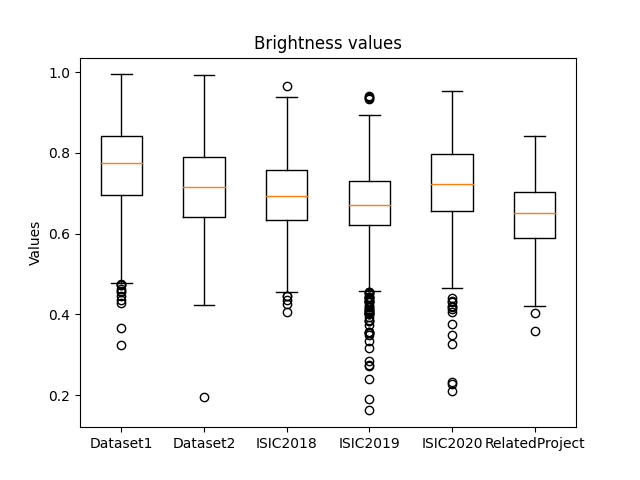 Brightness values
1.0
0.8
0.6
0.4
0.2
Values
Dataset1 Dataset2 ISIC2018 ISIC2019 ISIC2020 RelatedProject